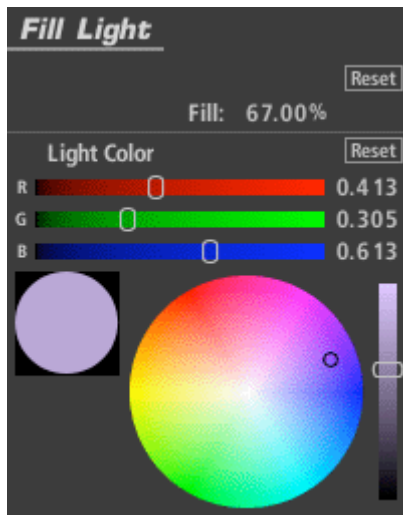 Fill Light
Reset
Fill: 67.00%
Light Color Reset
R 0.413
G 0.305
B 0.613